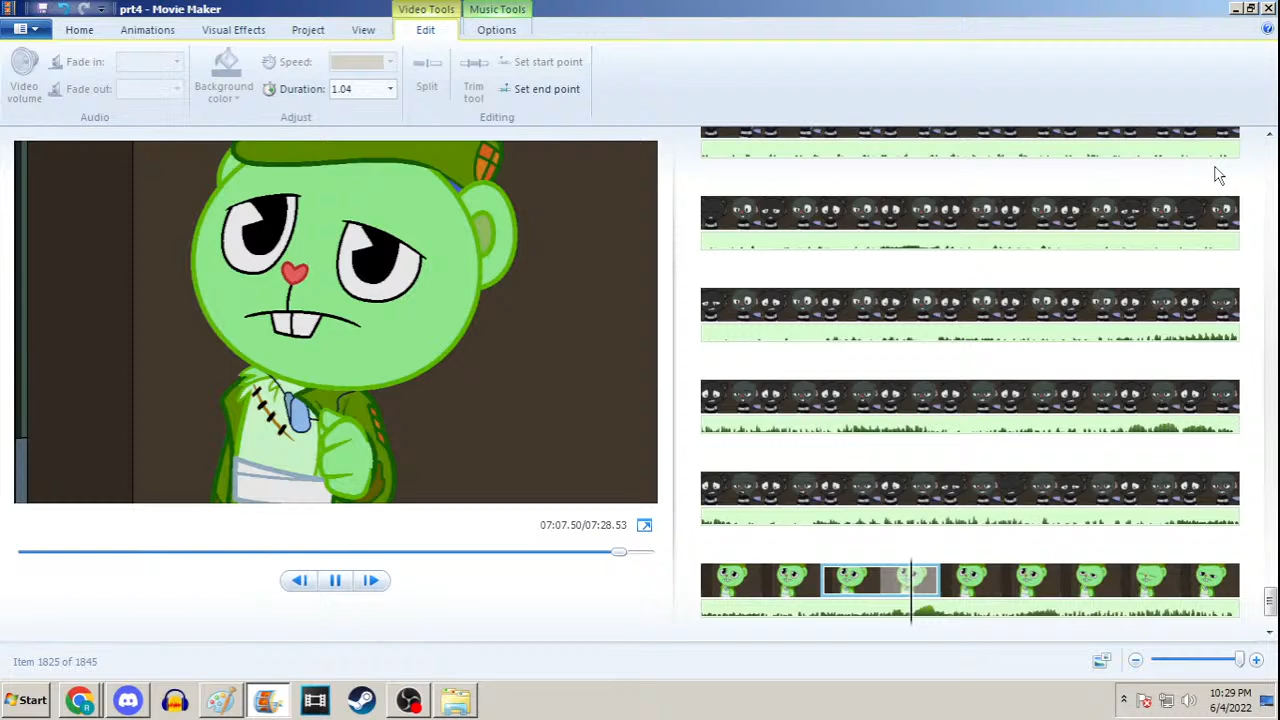 prt4 - Movie Maker
Video Tools
Music Tools
Home
Animations
Visual Effects
Project
View
Edit
Options
Video volume
Fade in:
Fade out:
Audio
Background color
Speed:
Duration: 1.04
Adjust
Split
Trim tool
Set start point
Set end point
Editing
07:07.50/07:28.53
Item 1825 of 1845
Start
10:29 PM
6/4/2022